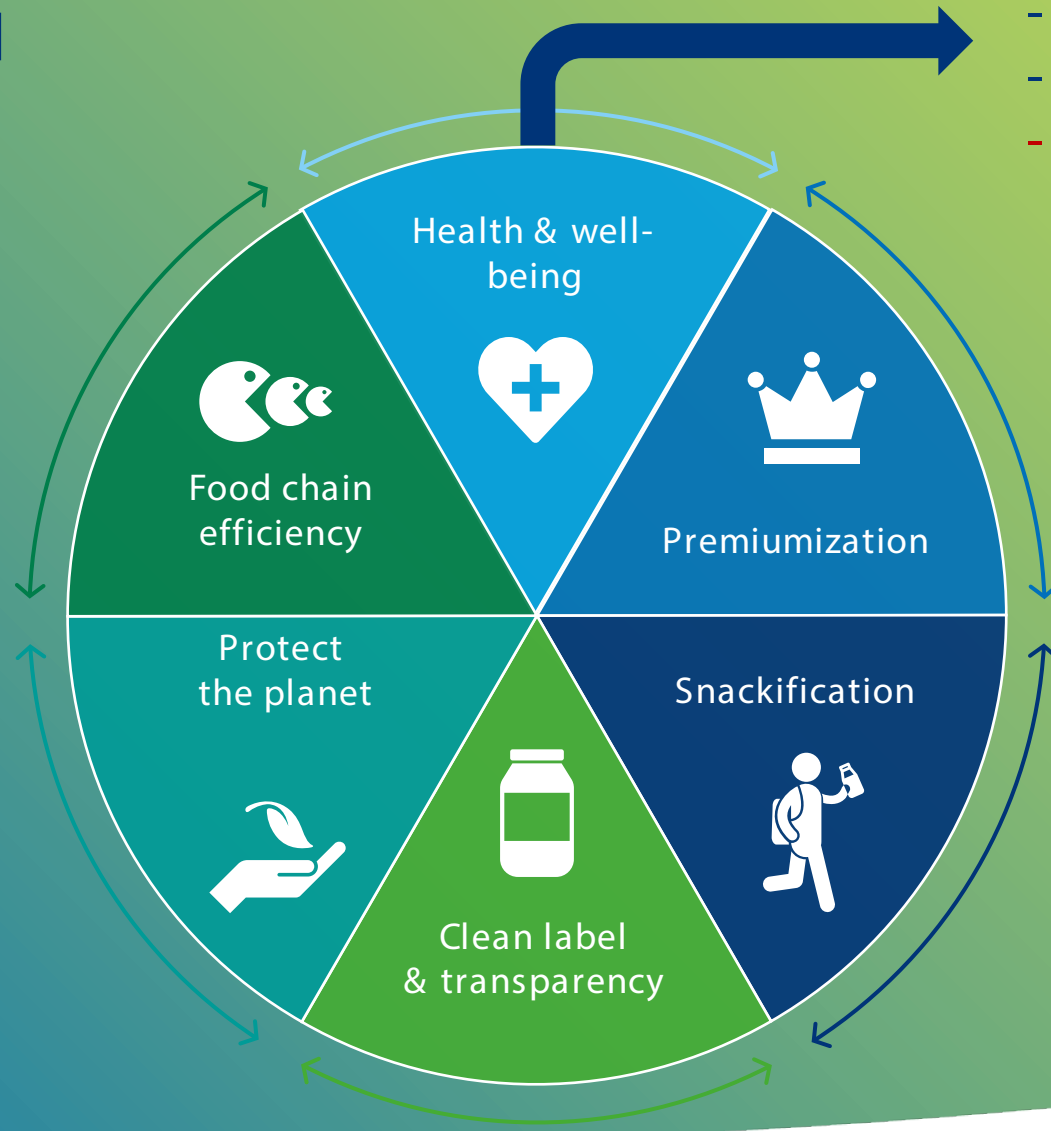 Health & well-
being
Premiumization
Snackification
Clean label
& transparency
Protect
the planet
Food chain
efficiency